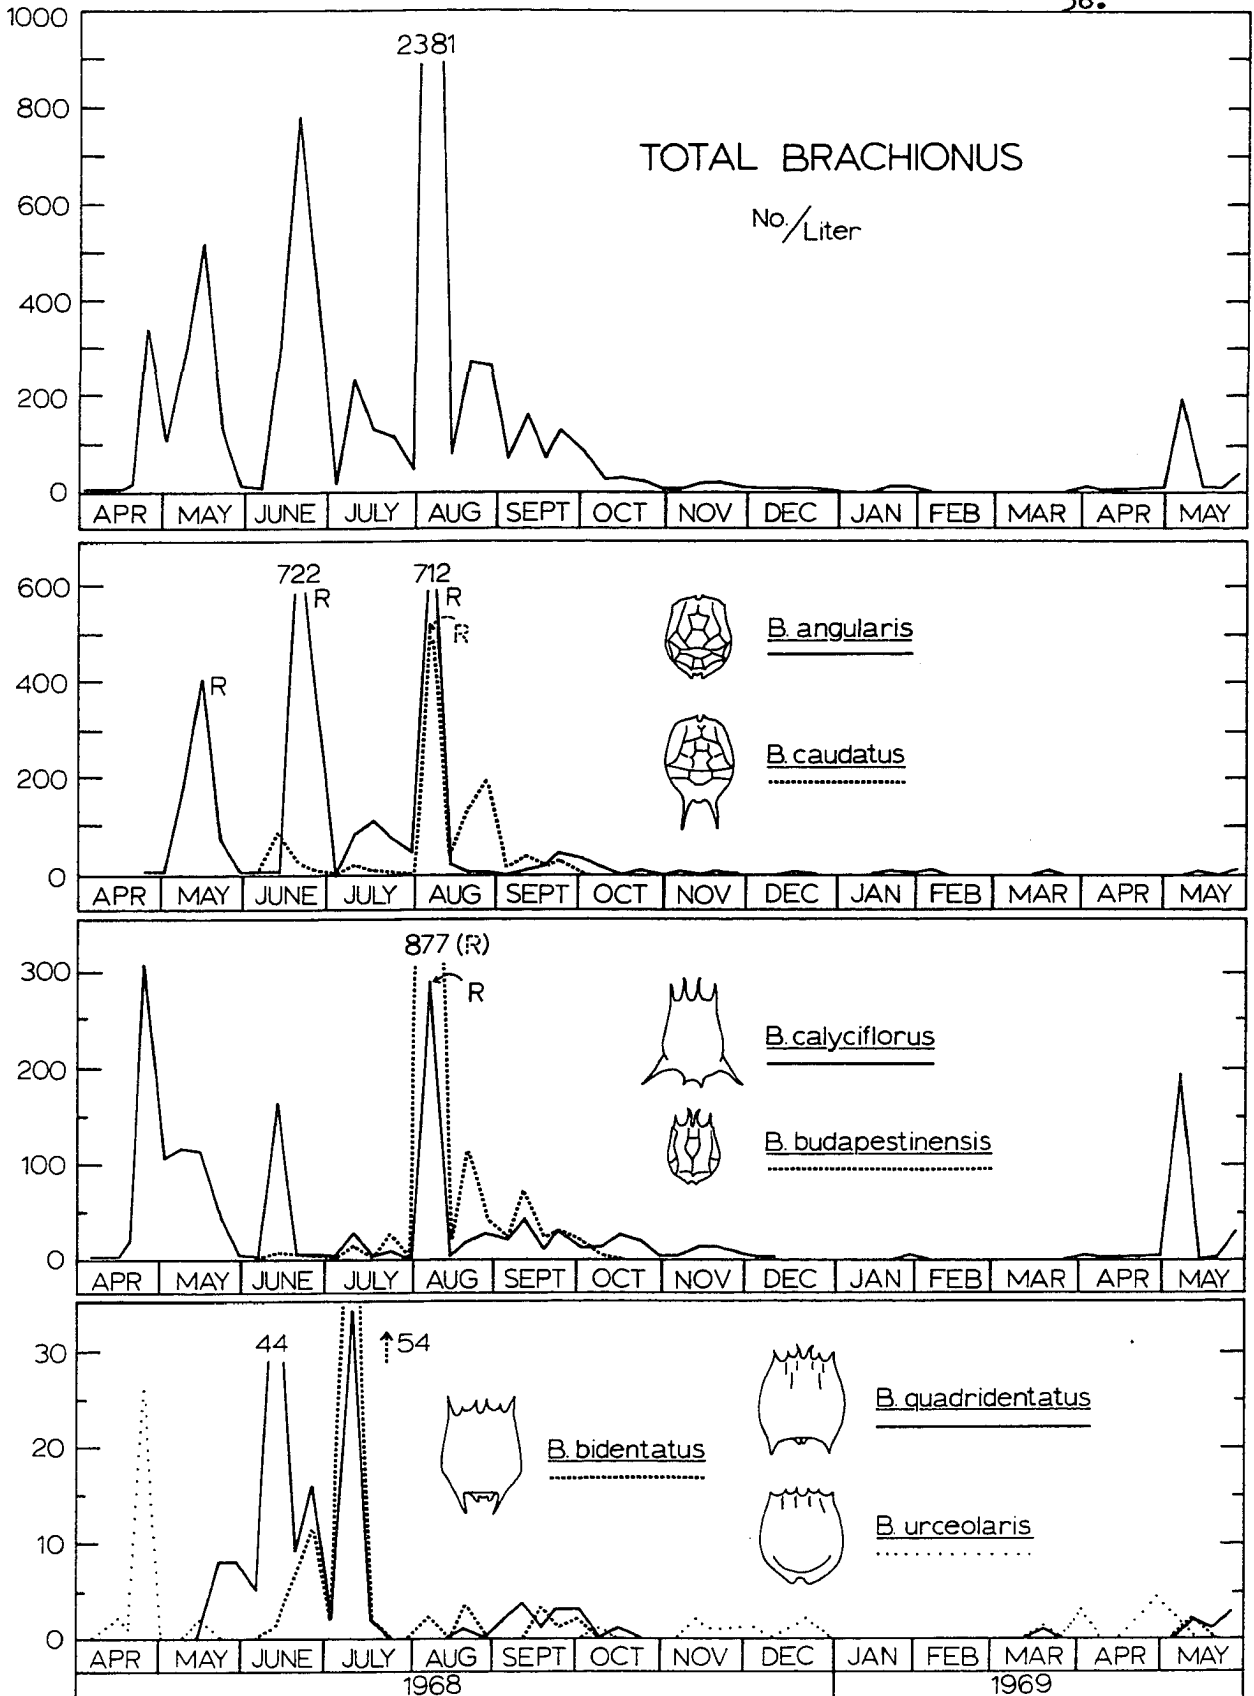 36.
1000
2381
800
TOTAL BRACHIONUS
600
No./Liter
400
200
0
APR MAY JUNE JULY AUG SEPT OCT NOV DEC JAN FEB MAR APR MAY
722 712
600
R R
R
B. angularis
400
R
B. caudatus
200
0
APR MAY JUNE JULY AUG SEPT OCT NOV DEC JAN FEB MAR APR MAY
877 (R)
300
R
B. calyciflorus
200
B. budapestinensis
100
0
APR MAY JUNE JULY AUG SEPT OCT NOV DEC JAN FEB MAR APR MAY
44 54
30
B. quadridentatus
20
B. bidentatus
B. urceolaris
10
0
APR MAY JUNE JULY AUG SEPT OCT NOV DEC JAN FEB MAR APR MAY
1968 1969